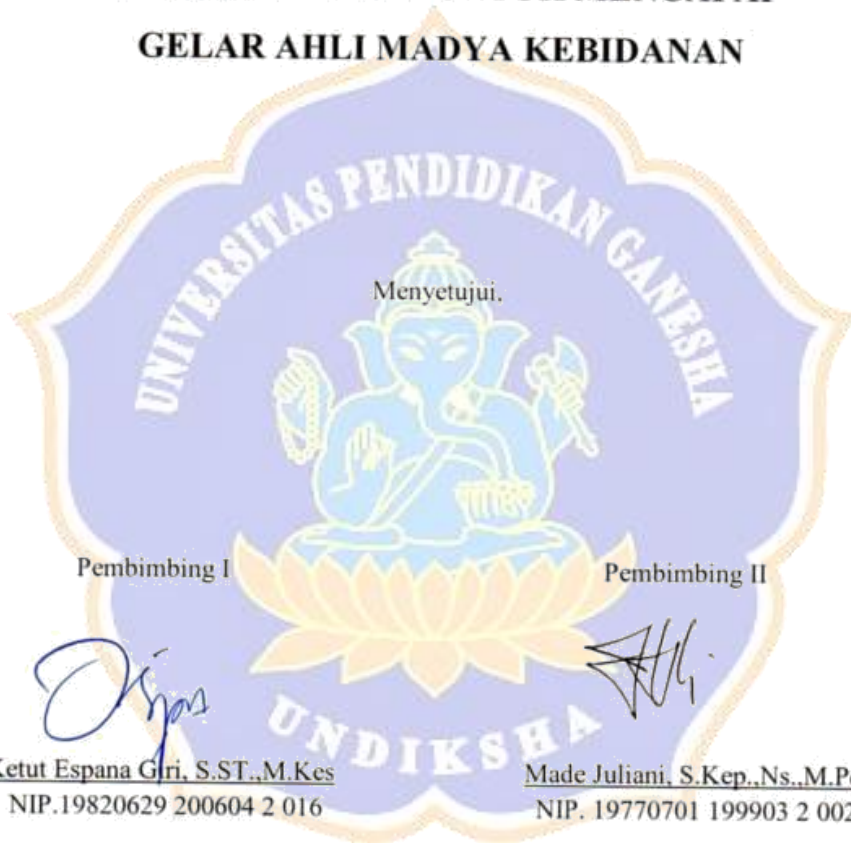 GELAR AHLI MADYA KEBIDANAN
UNIVERSITAS PENDIDIKAN GANESHA
Menyetujui,
Pembimbing I Pembimbing II
UNDIKSHA
Ketut Espana Giri, S.ST.,M.Kes Made Juliani, S.Kep.,Ns.,
NIP.19820629 200604 2 016 NIP. 19770701 199903 2 002